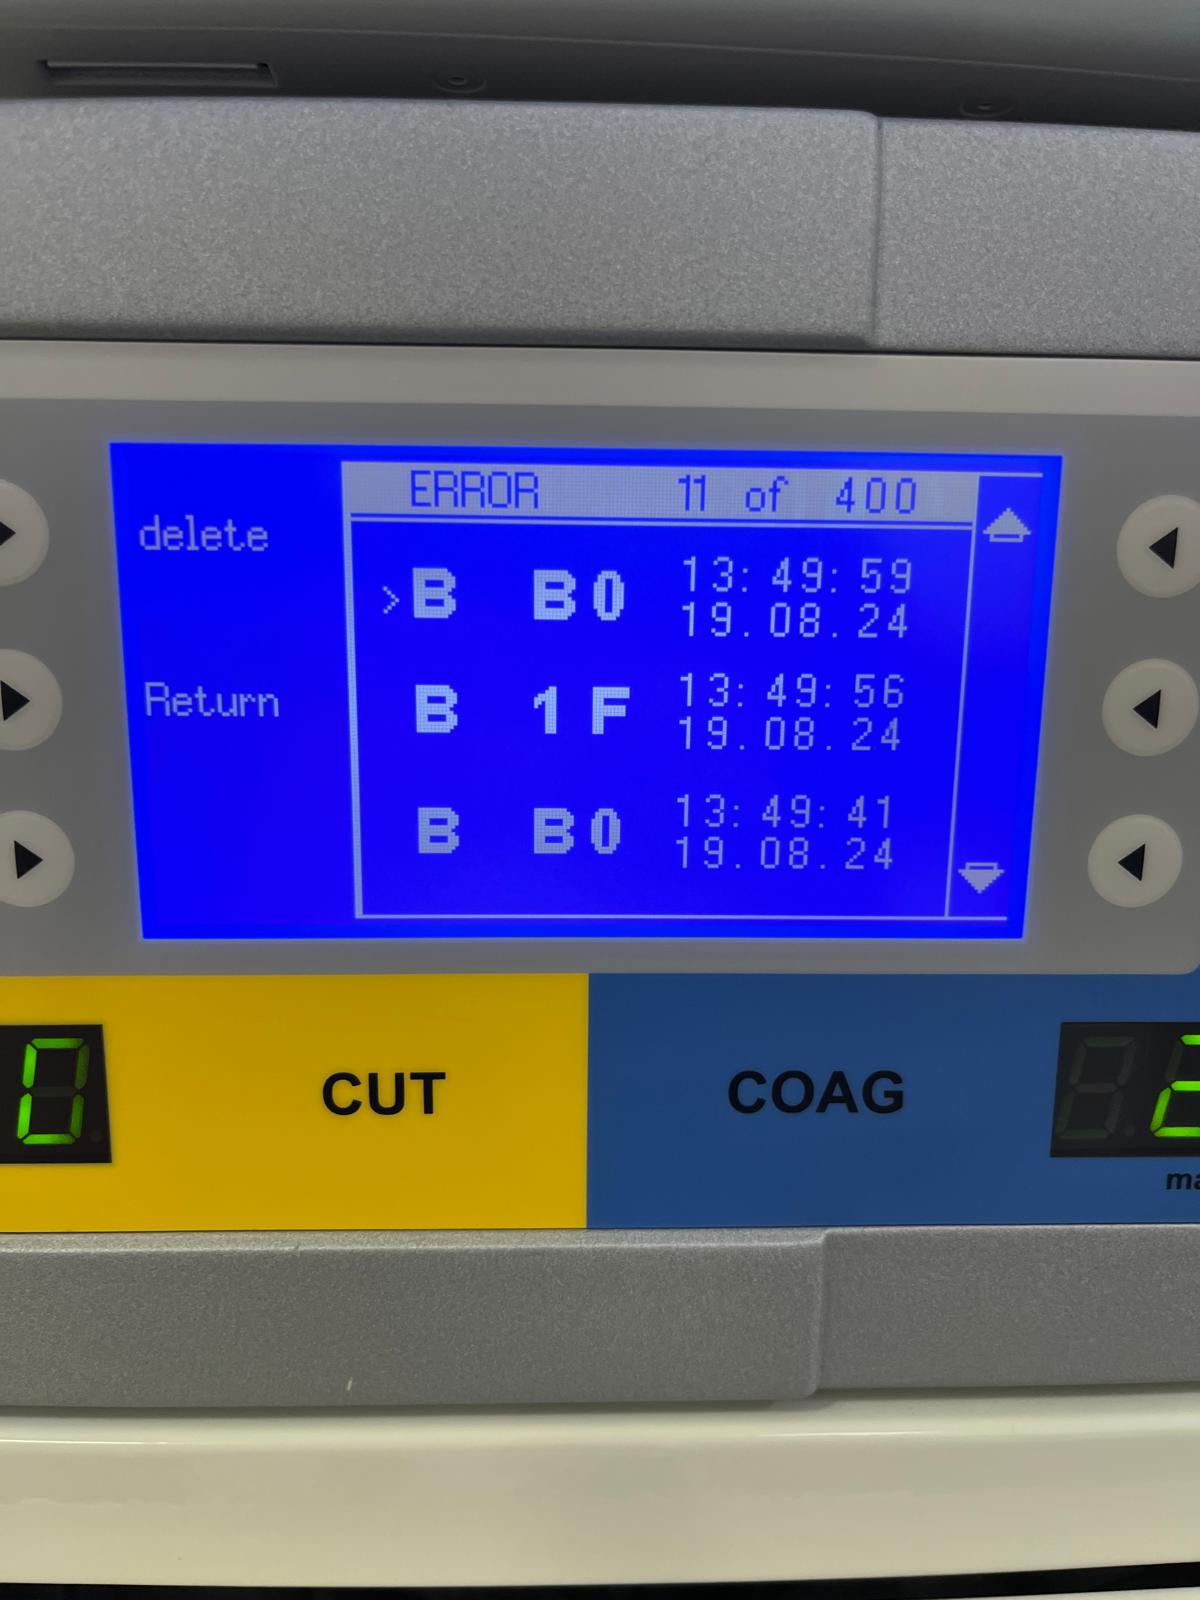 ERROR 11 of 400
delete
>B B0 13:49:59
19.08.24
Return
B 1F 13:49:56
19.08.24
B B0 13:49:41
19.08.24
CUT COAG